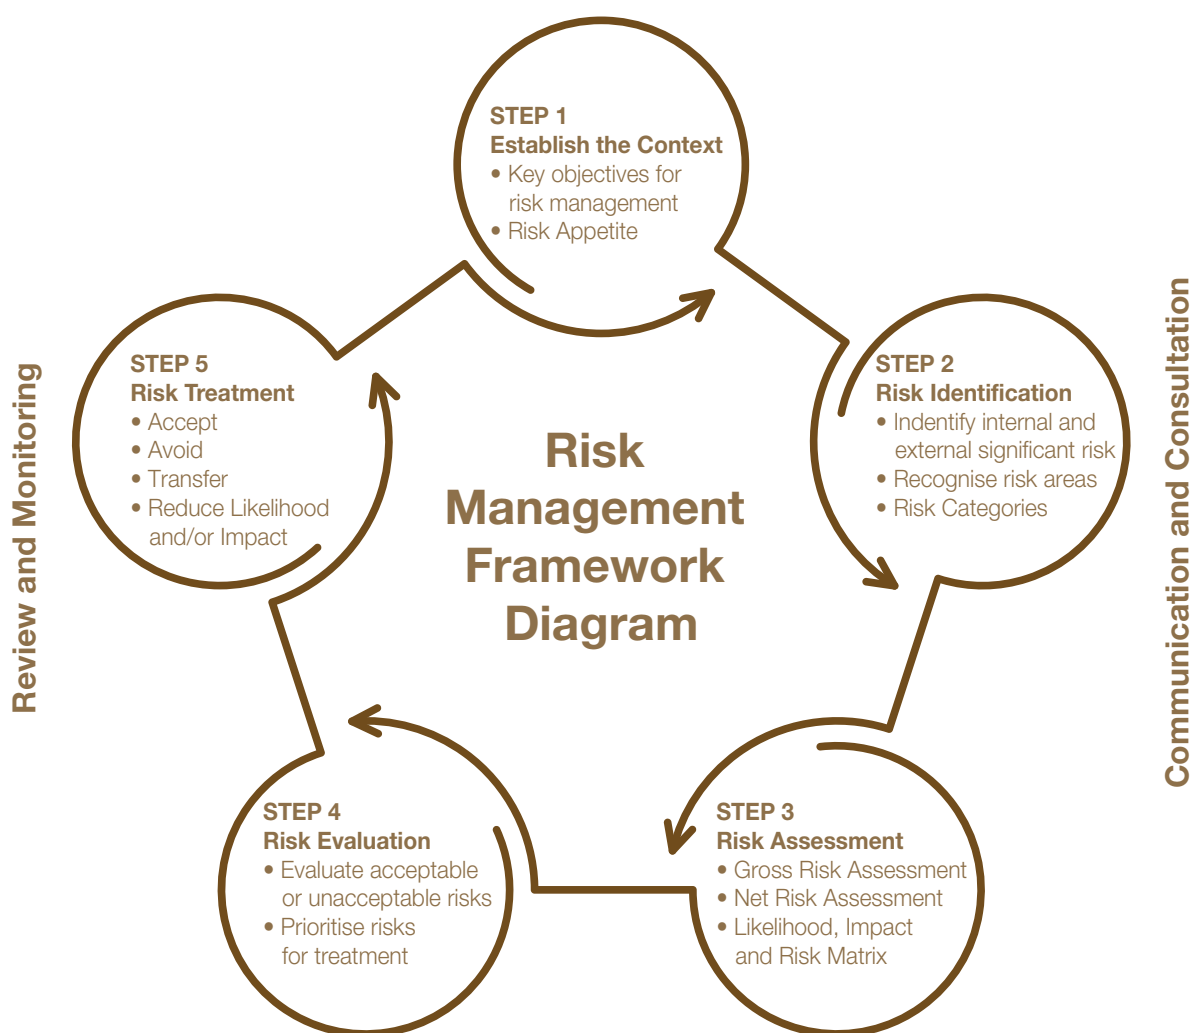 STEP 1
Establish the Context
• Key objectives for
risk management
• Risk Appetite
STEP 2
Risk Identification
• Indentify internal and
external significant risk
• Recognise risk areas
• Risk Categories
STEP 3
Risk Assessment
• Gross Risk Assessment
• Net Risk Assessment
• Likelihood, Impact
and Risk Matrix
STEP 4
Risk Evaluation
• Evaluate acceptable
or unacceptable risks
• Prioritise risks
for treatment
STEP 5
Risk Treatment
• Accept
• Avoid
• Transfer
• Reduce Likelihood
and/or Impact
Risk
Management
Framework
Diagram
Review and Monitoring
Communication and Consultation